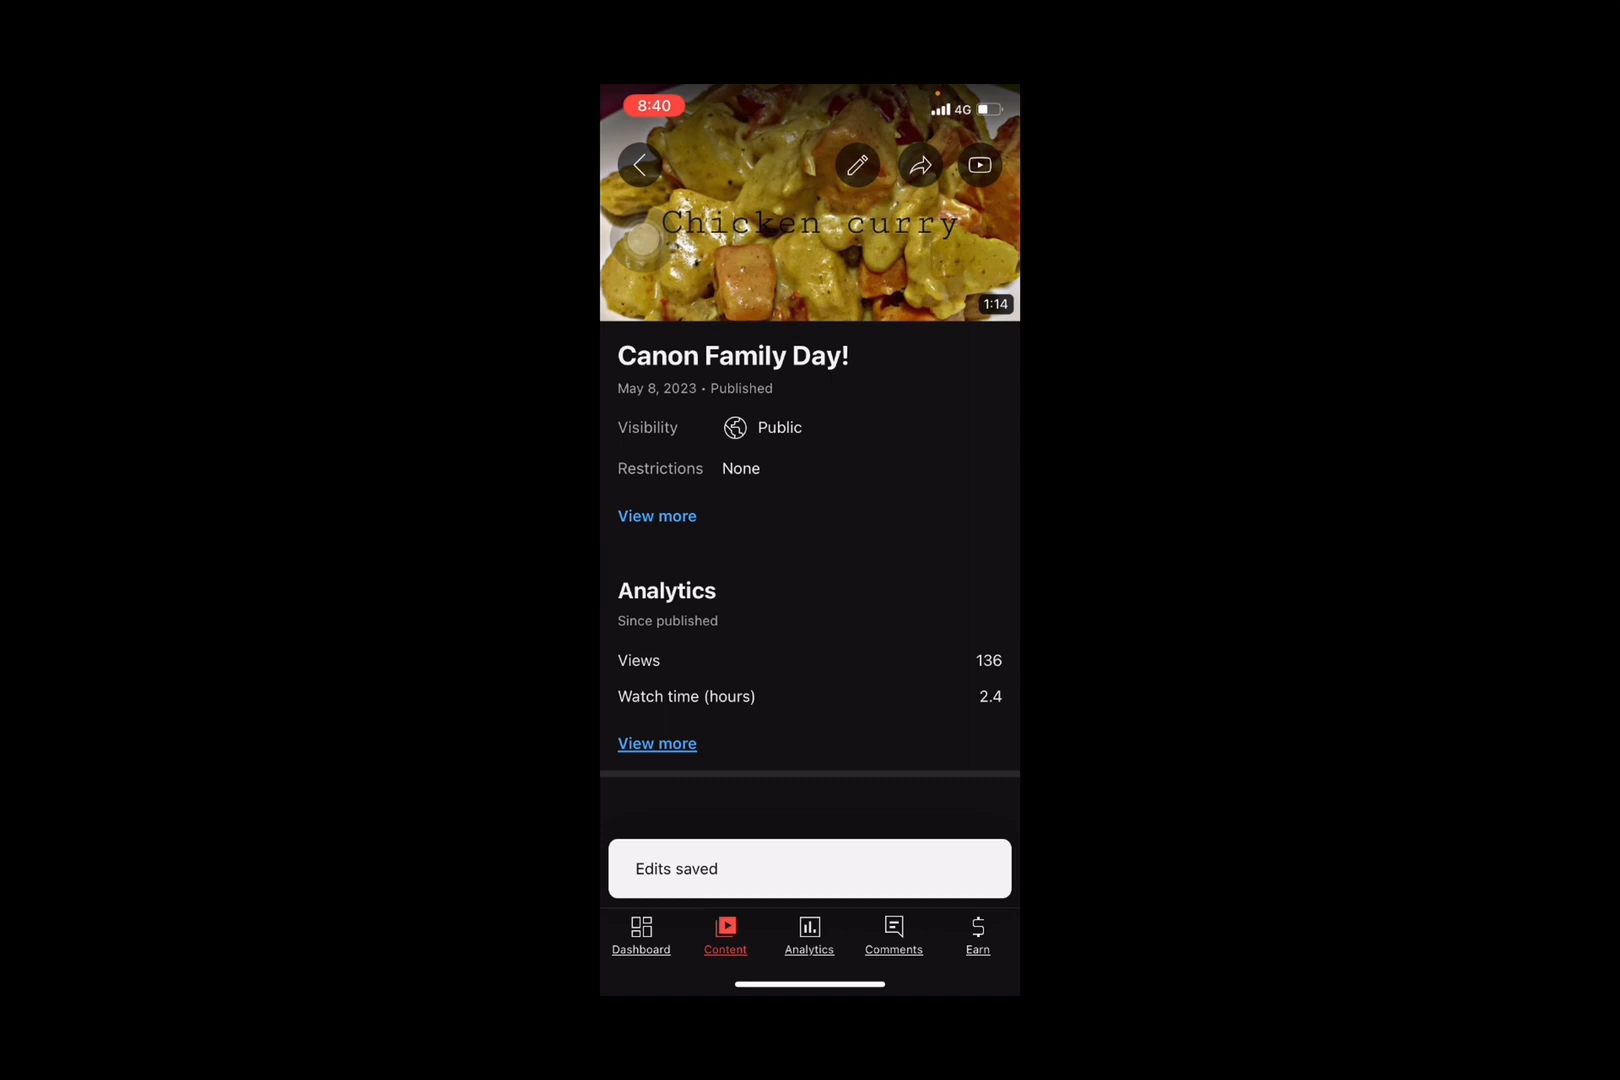 8:40
4G
Chicken curry
1:14
Canon Family Day!
May 8, 2023 • Published
Visibility Public
Restrictions None
View more
Analytics
Since published
Views 136
Watch time (hours) 2.4
View more
Edits saved
Dashboard Content Analytics Comments Earn